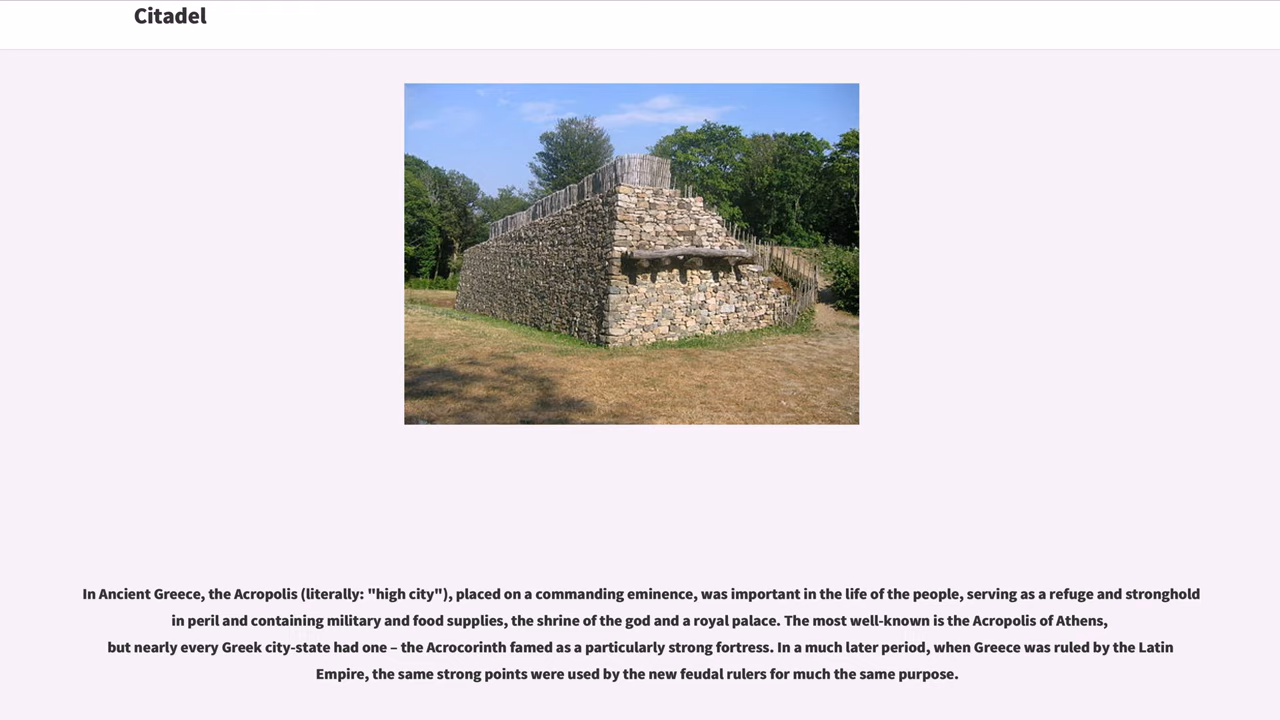 Citadel
In Ancient Greece, the Acropolis (literally: "high city"), placed on a commanding eminence, was important in the life of the people, serving as a refuge and stronghold
in peril and containing military and food supplies, the shrine of the god and a royal palace. The most well-known is the Acropolis of Athens,
but nearly every Greek city-state had one – the Acrocorinth famed as a particularly strong fortress. In a much later period, when Greece was ruled by the Latin
Empire, the same strong points were used by the new feudal rulers for much the same purpose.